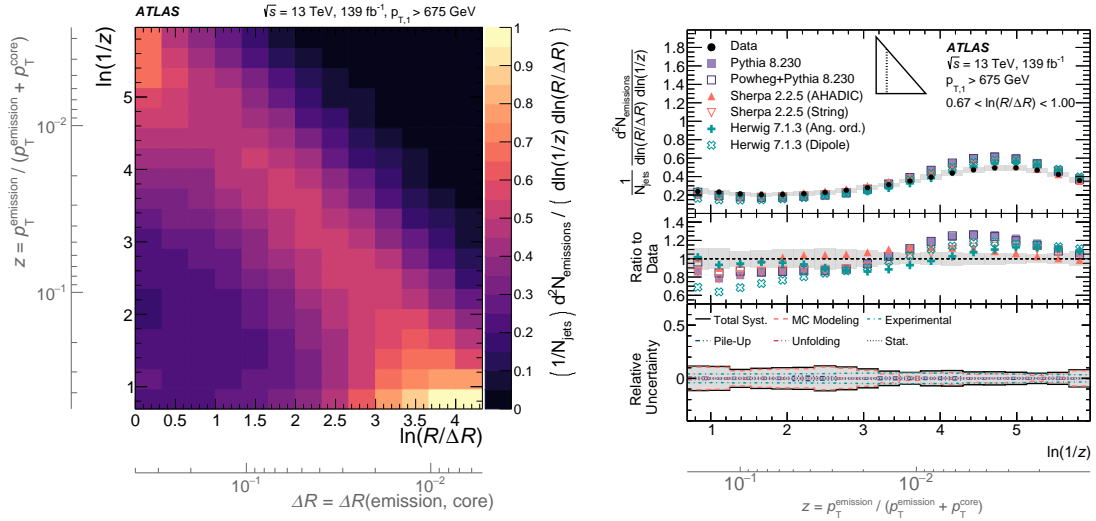 ATLAS
√s = 13 TeV, 139 fb⁻¹, p_T,1 > 675 GeV
ln(1/z)
5
4
3
2
1
0 0.5 1 1.5 2 2.5 3 3.5 4
ln(R/ΔR)
10⁻¹ 10⁻²
ΔR = ΔR(emission, core)
z = p_T^emission / (p_T^emission + p_T^core)
10⁻²
10⁻¹
1
0.9
0.8
0.7
0.6
0.5
0.4
0.3
0.2
0.1
0
(1/N_jets) d²N_emissions / (dln(1/z) dln(R/ΔR))
1/N_jets d²N_emissions / dln(R/ΔR) dln(1/z)
1.8
1.6
1.4
1.2
1
0.8
0.6
0.4
0.2
Data
Pythia 8.230
Powheg+Pythia 8.230
Sherpa 2.2.5 (AHADIC)
Sherpa 2.2.5 (String)
Herwig 7.1.3 (Ang. ord.)
Herwig 7.1.3 (Dipole)
ATLAS
√s = 13 TeV, 139 fb⁻¹
p_T,1 > 675 GeV
0.67 < ln(R/ΔR) < 1.00
Ratio to
Data
1.4
1.2
1
0.8
0.6
Relative
Uncertainty
0.5
0
Total Syst. MC Modeling Experimental
Pile-Up Unfolding Stat.
1 2 3 4 5
ln(1/z)
10⁻¹ 10⁻²
z = p_T^emission / (p_T^emission + p_T^core)